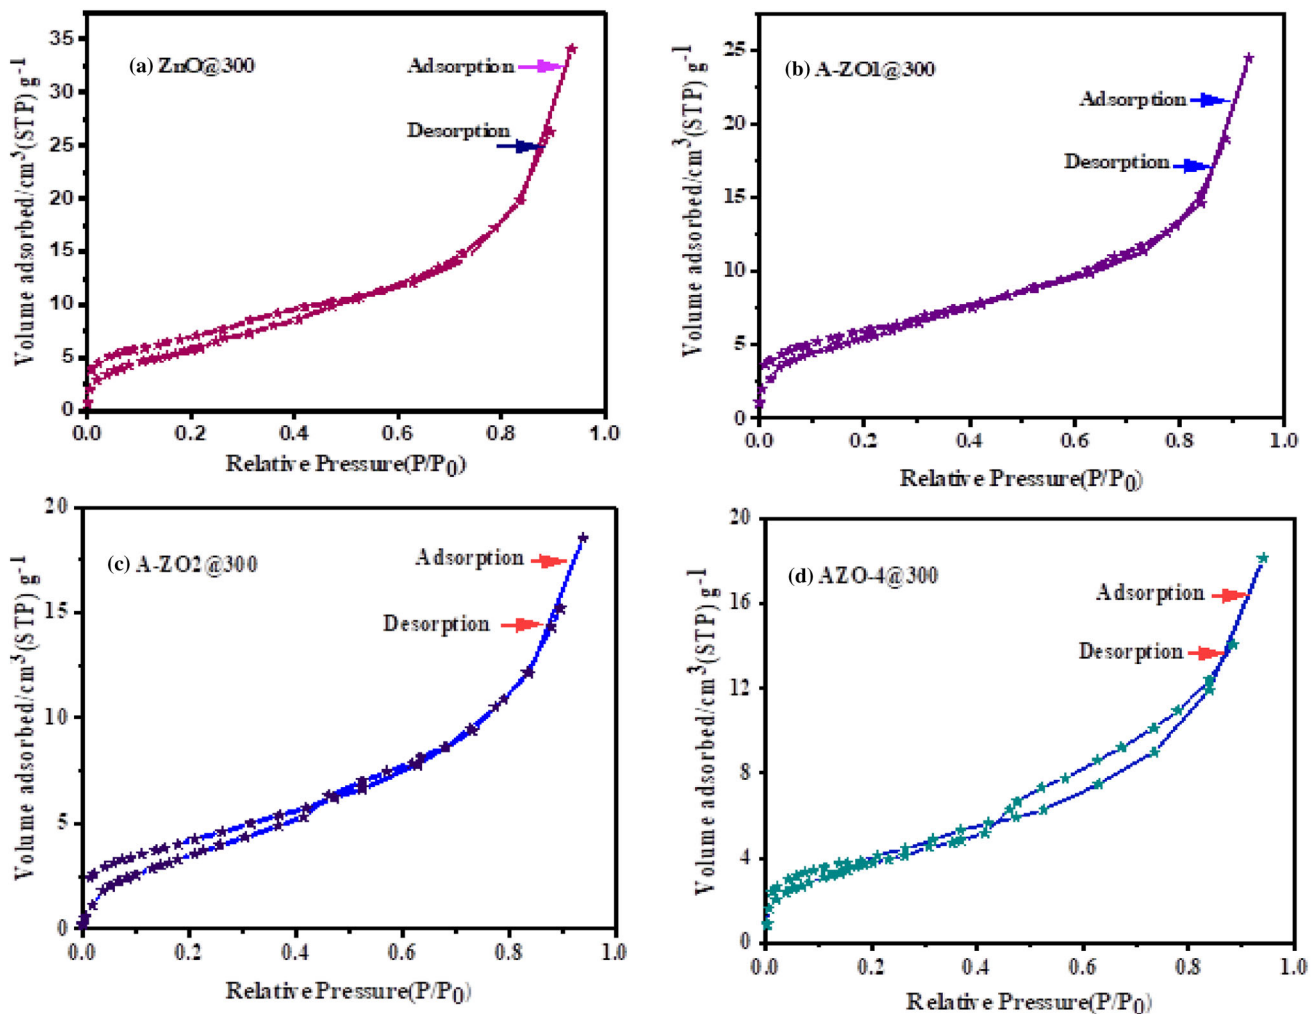 (a) ZnO@300
Adsorption
Desorption
35
30
25
20
15
10
5
0
Volume adsorbed/cm³(STP) g⁻¹
0.0 0.2 0.4 0.6 0.8 1.0
Relative Pressure(P/P₀)
(b) A-ZO1@300
Adsorption
Desorption
25
20
15
10
5
0
Volume adsorbed/cm³(STP) g⁻¹
0.0 0.2 0.4 0.6 0.8 1.0
Relative Pressure(P/P₀)
(c) A-ZO2@300
Adsorption
Desorption
20
15
10
5
0
Volume adsorbed/cm³(STP) g⁻¹
0.0 0.2 0.4 0.6 0.8 1.0
Relative Pressure(P/P₀)
(d) AZO-4@300
Adsorption
Desorption
20
16
12
8
4
0
Volume adsorbed/cm³(STP) g⁻¹
0.0 0.2 0.4 0.6 0.8 1.0
Relative Pressure(P/P₀)